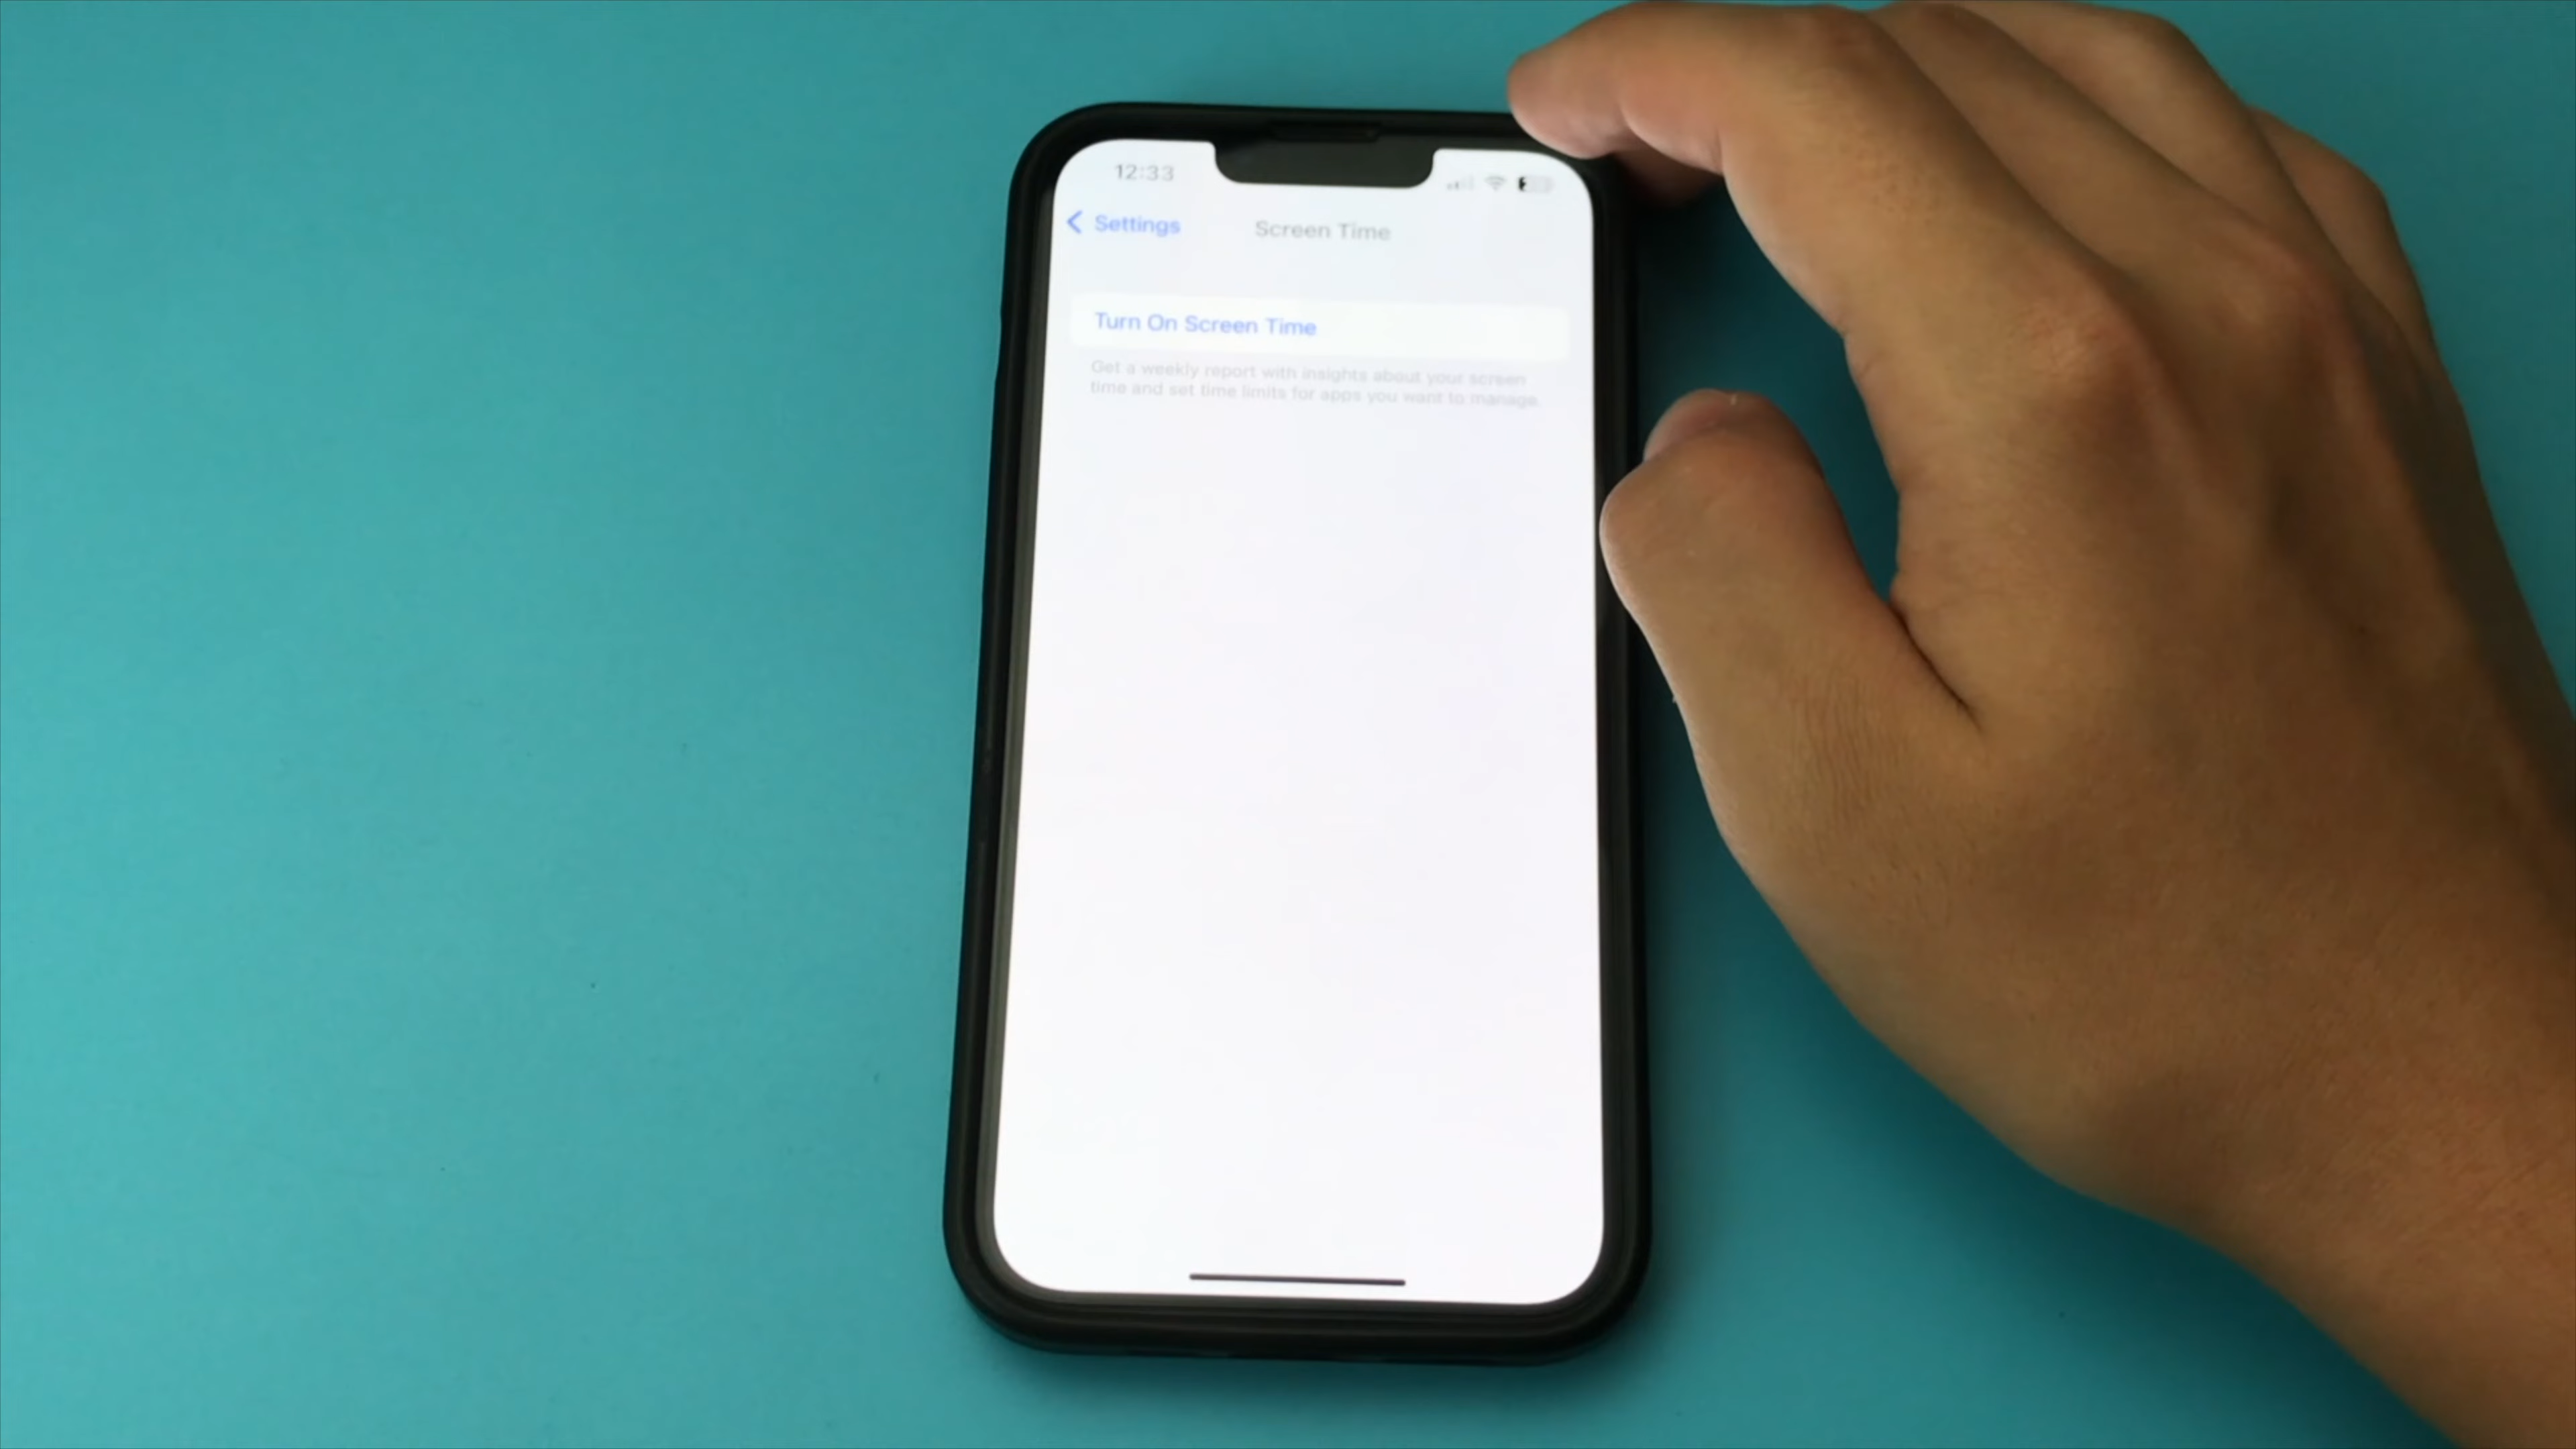 12:33
Settings
Screen Time
Turn On Screen Time
Get a weekly report with insights about your screen
time and set time limits for apps you want to manage.